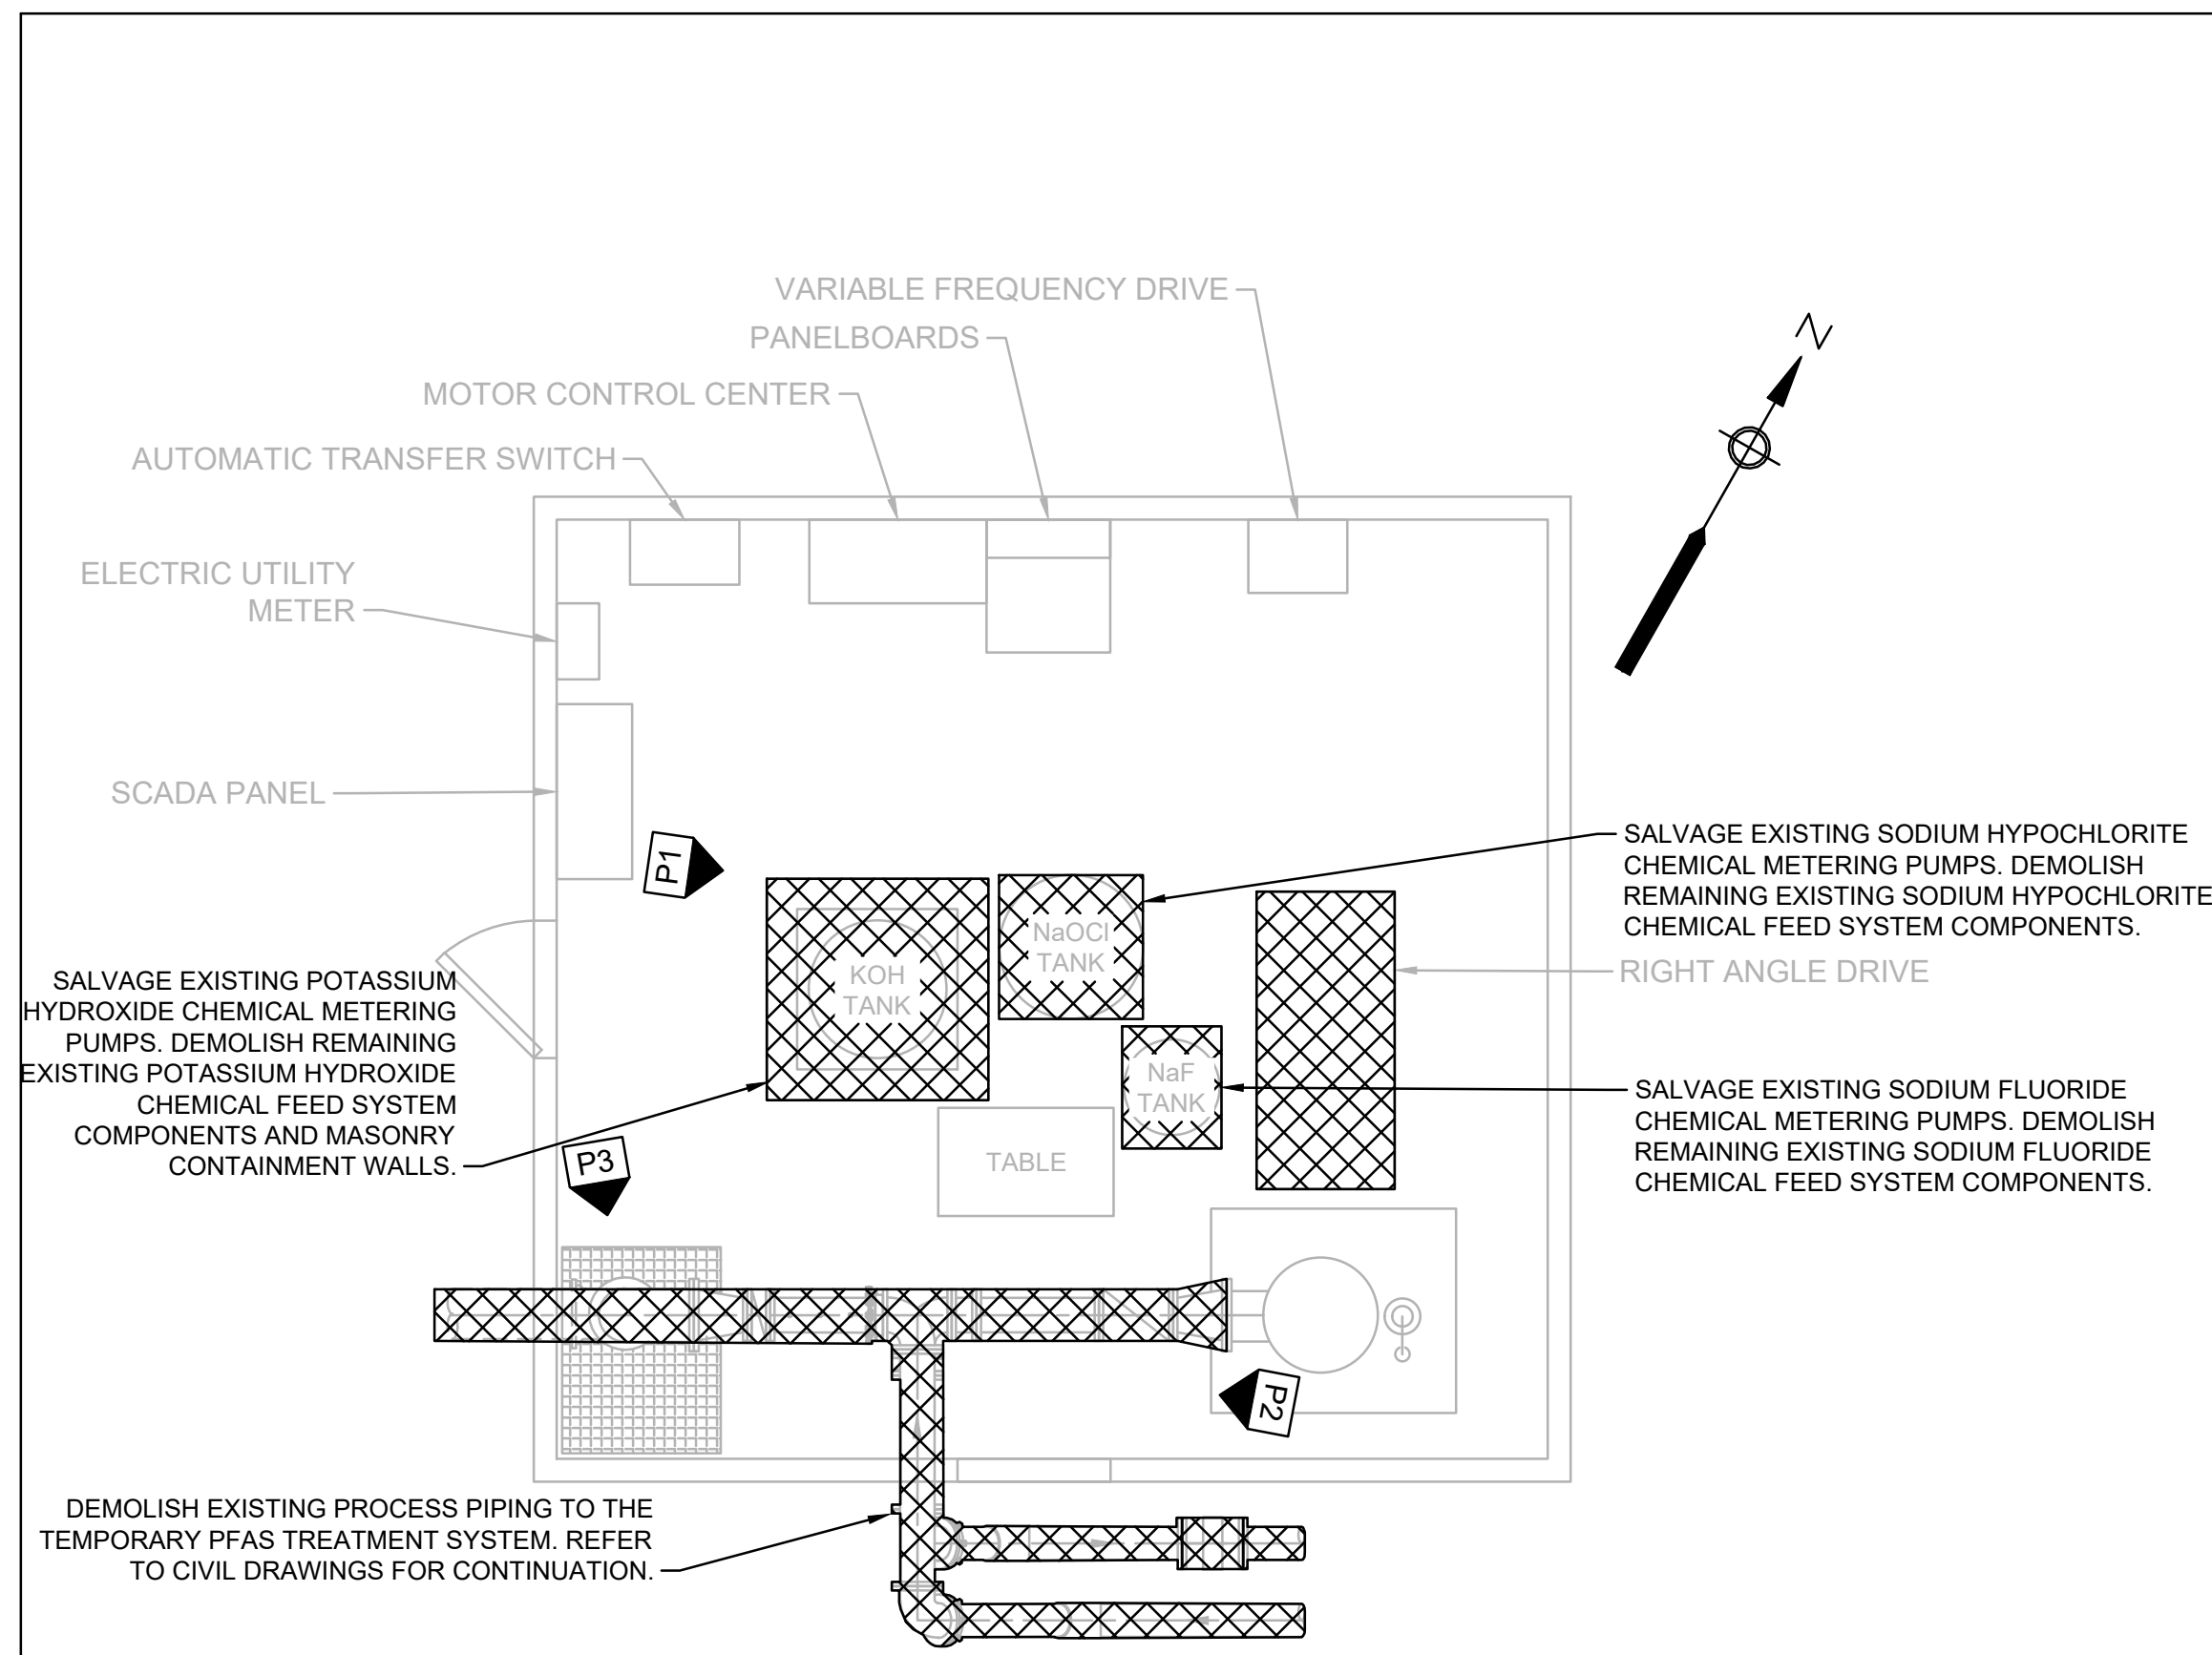 VARIABLE FREQUENCY DRIVE
PANELBOARDS
MOTOR CONTROL CENTER
AUTOMATIC TRANSFER SWITCH
ELECTRIC UTILITY
METER
SCADA PANEL
N
P1
SALVAGE EXISTING SODIUM HYPOCHLORITE
CHEMICAL METERING PUMPS. DEMOLISH
REMAINING EXISTING SODIUM HYPOCHLORITE
CHEMICAL FEED SYSTEM COMPONENTS.
RIGHT ANGLE DRIVE
NaOCl
TANK
KOH
TANK
SALVAGE EXISTING POTASSIUM
HYDROXIDE CHEMICAL METERING
PUMPS. DEMOLISH REMAINING
EXISTING POTASSIUM HYDROXIDE
CHEMICAL FEED SYSTEM
COMPONENTS AND MASONRY
CONTAINMENT WALLS.
NaF
TANK
SALVAGE EXISTING SODIUM FLUORIDE
CHEMICAL METERING PUMPS. DEMOLISH
REMAINING EXISTING SODIUM FLUORIDE
CHEMICAL FEED SYSTEM COMPONENTS.
P3
TABLE
P2
DEMOLISH EXISTING PROCESS PIPING TO THE
TEMPORARY PFAS TREATMENT SYSTEM. REFER
TO CIVIL DRAWINGS FOR CONTINUATION.